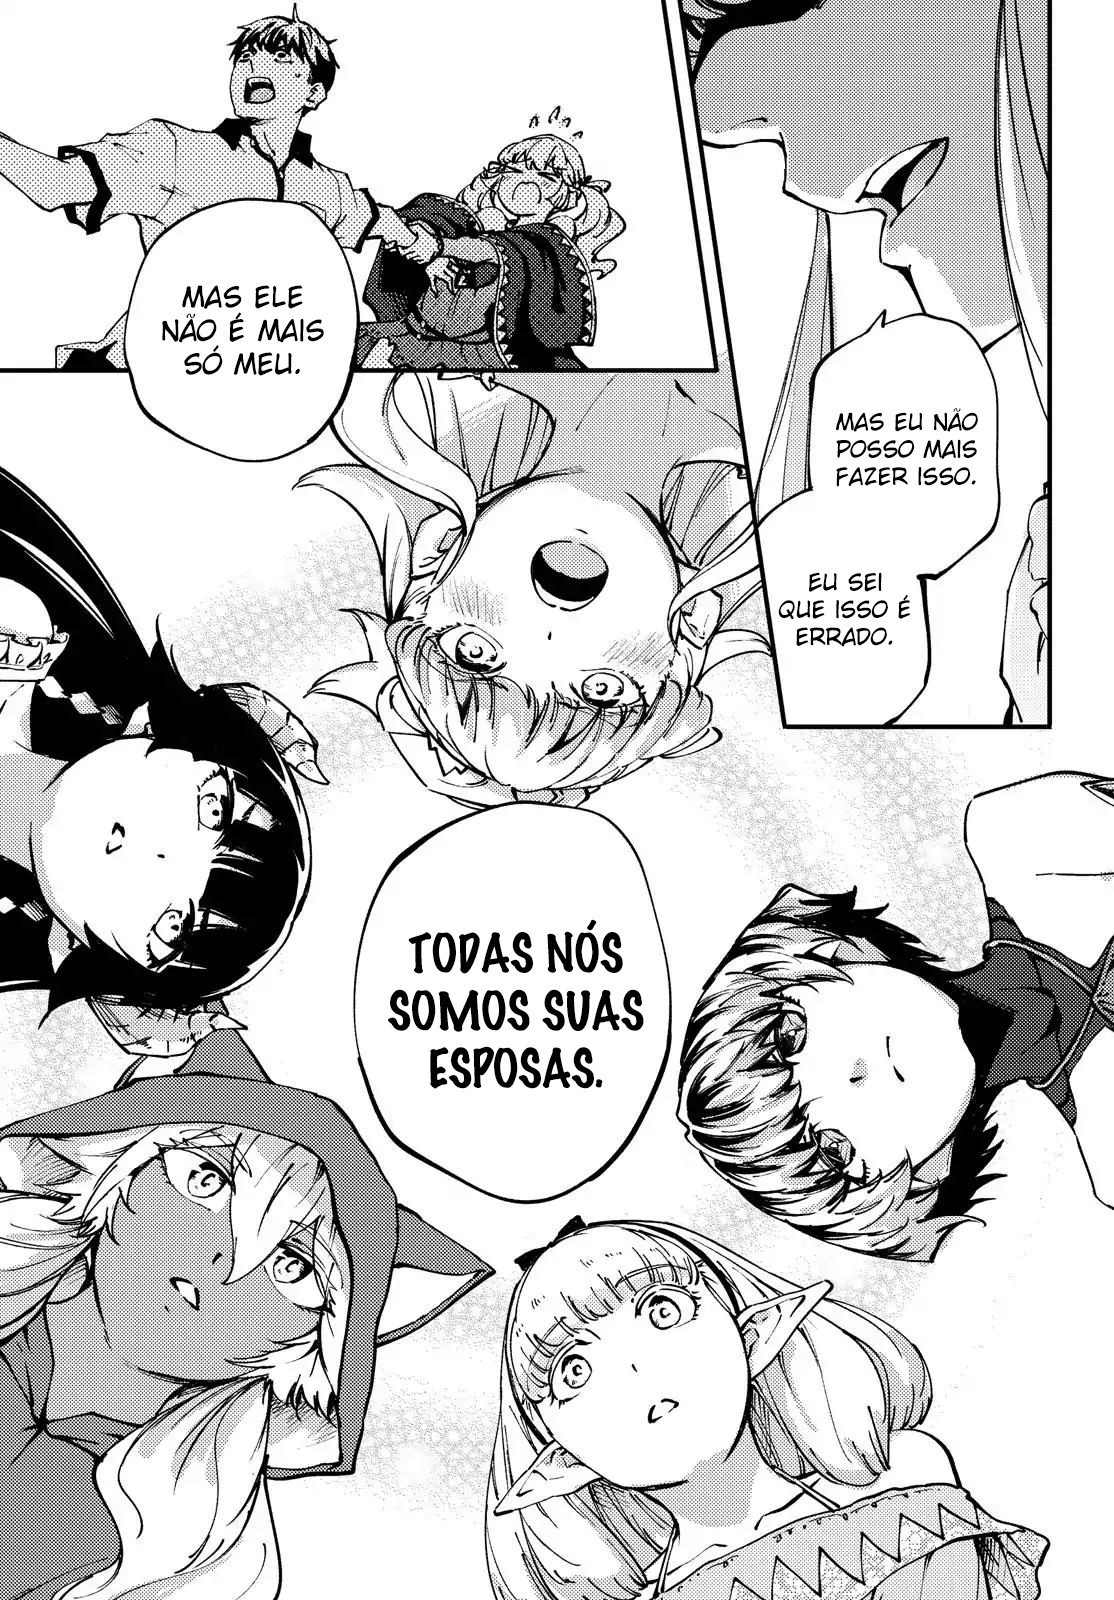 MAS EU NÃO
POSSO MAIS
FAZER ISSO.
EU SEI
QUE ISSO É
ERRADO.
MAS ELE
NÃO É MAIS
SÓ MEU.
TODAS NÓS
SOMOS SUAS
ESPOSAS.